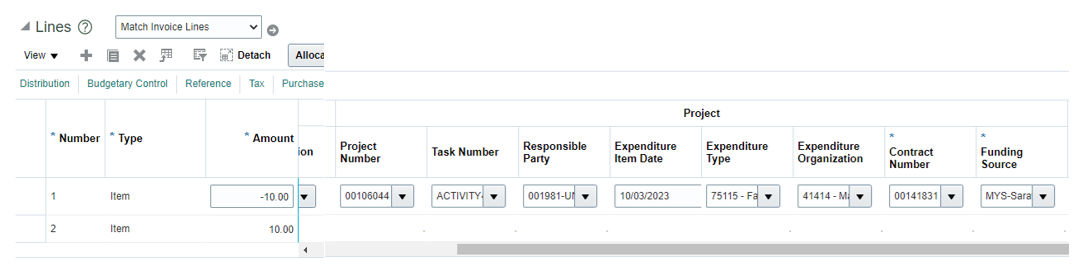 Lines
Match Invoice Lines
View Detach Alloca
Distribution Budgetary Control Reference Tax Purchase
Project
* Number * Type * Amount ion Project Number Task Number Responsible Party Expenditure Item Date Expenditure Type Expenditure Organization * Contract Number * Funding Source
1 Item -10.00 00106044 ACTIVITY 001981-UN 10/03/2023 75115 - Fa 41414 - Ma 00141831 MYS-Sara
2 Item 10.00